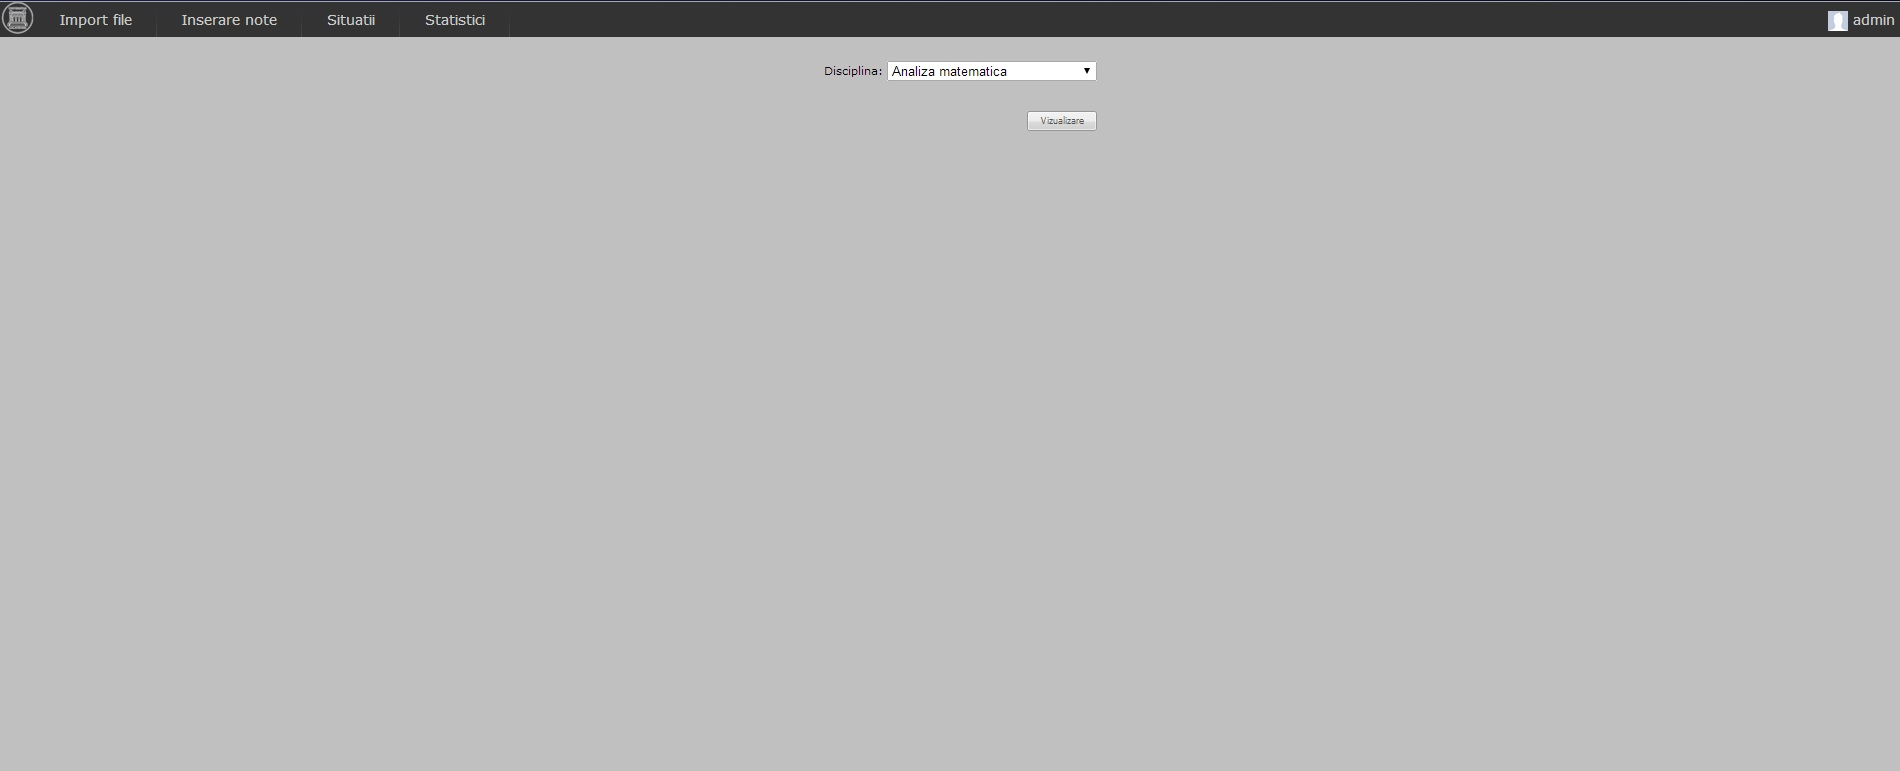 Import file Inserare note Situatii Statistici admin
Disciplina: Analiza matematica
Vizualizare